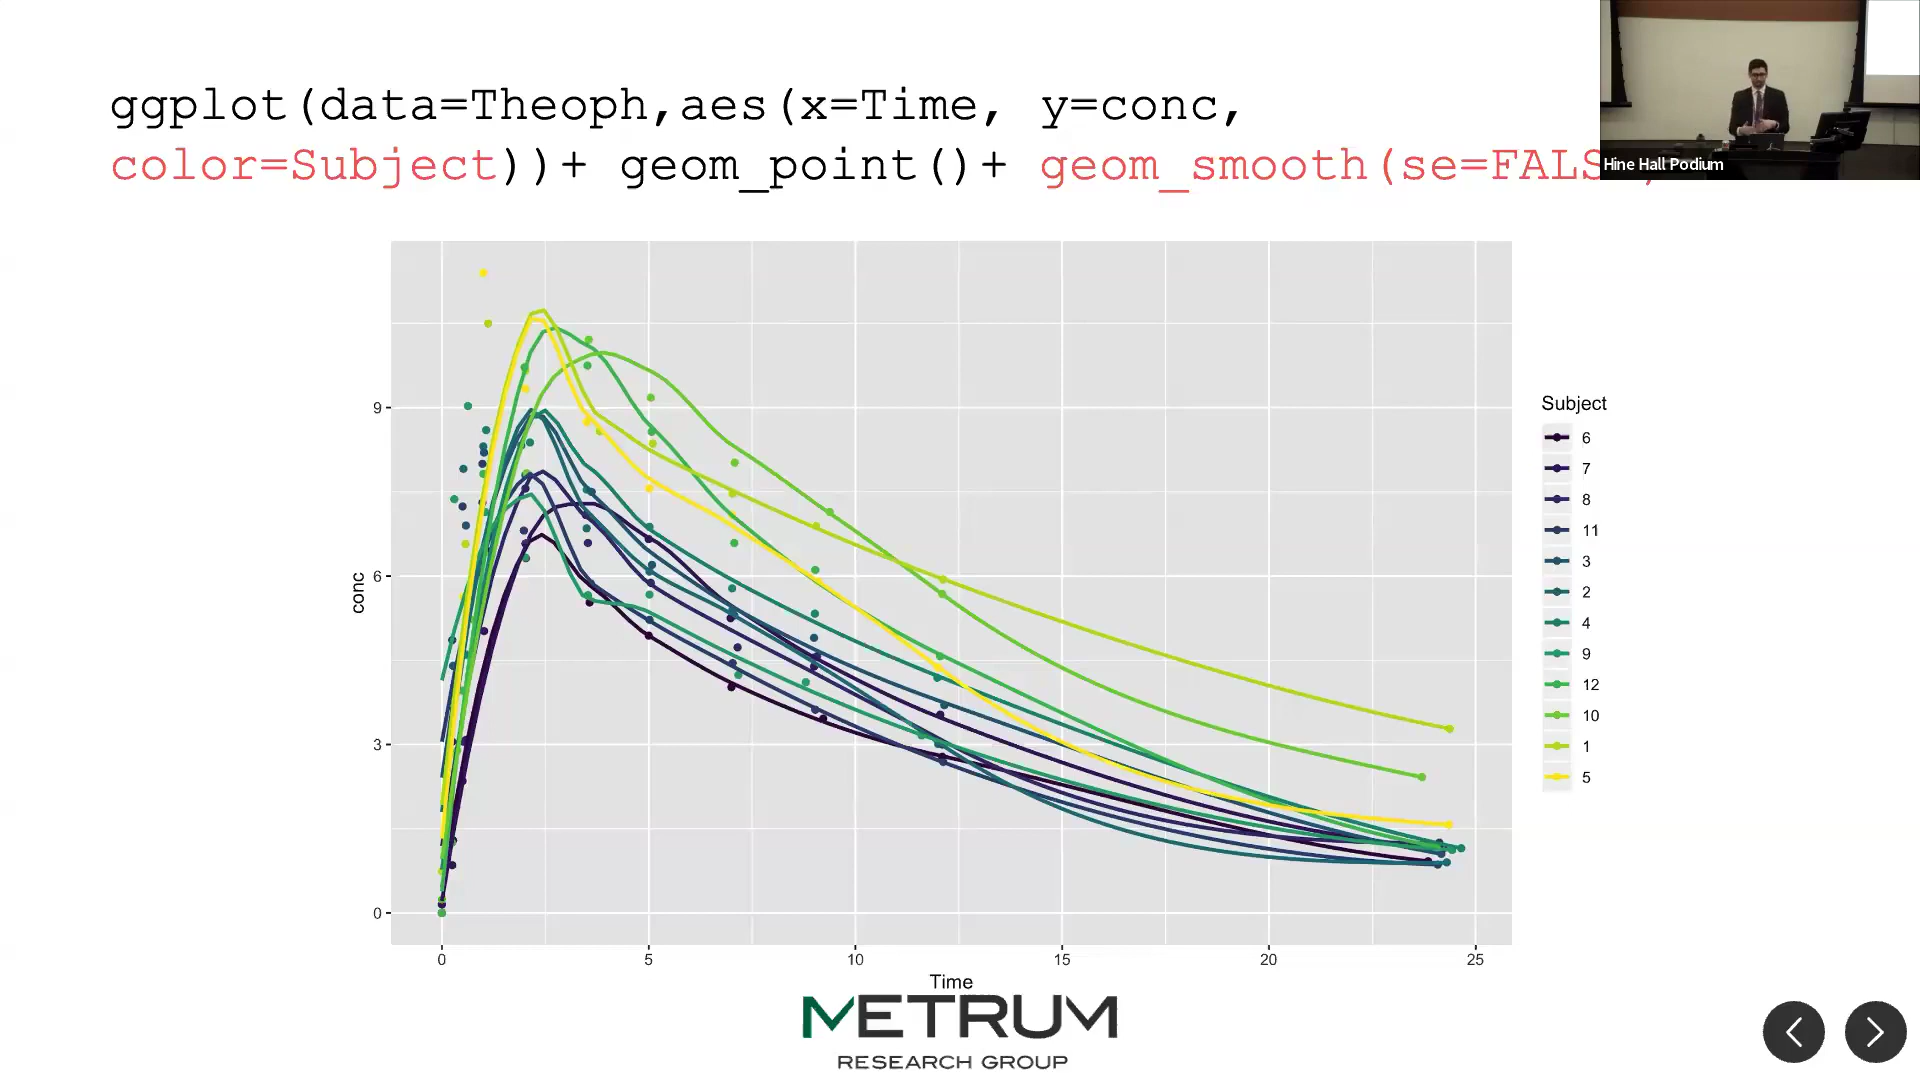 ggplot(data=Theoph,aes(x=Time, y=conc,
color=Subject))+ geom_point()+ geom_smooth(se=FALS
Hine Hall Podium
conc
9
6
3
0
0 5 10 15 20 25
Time
Subject
6
7
8
11
3
2
4
9
12
10
1
5
METRUM
RESEARCH GROUP